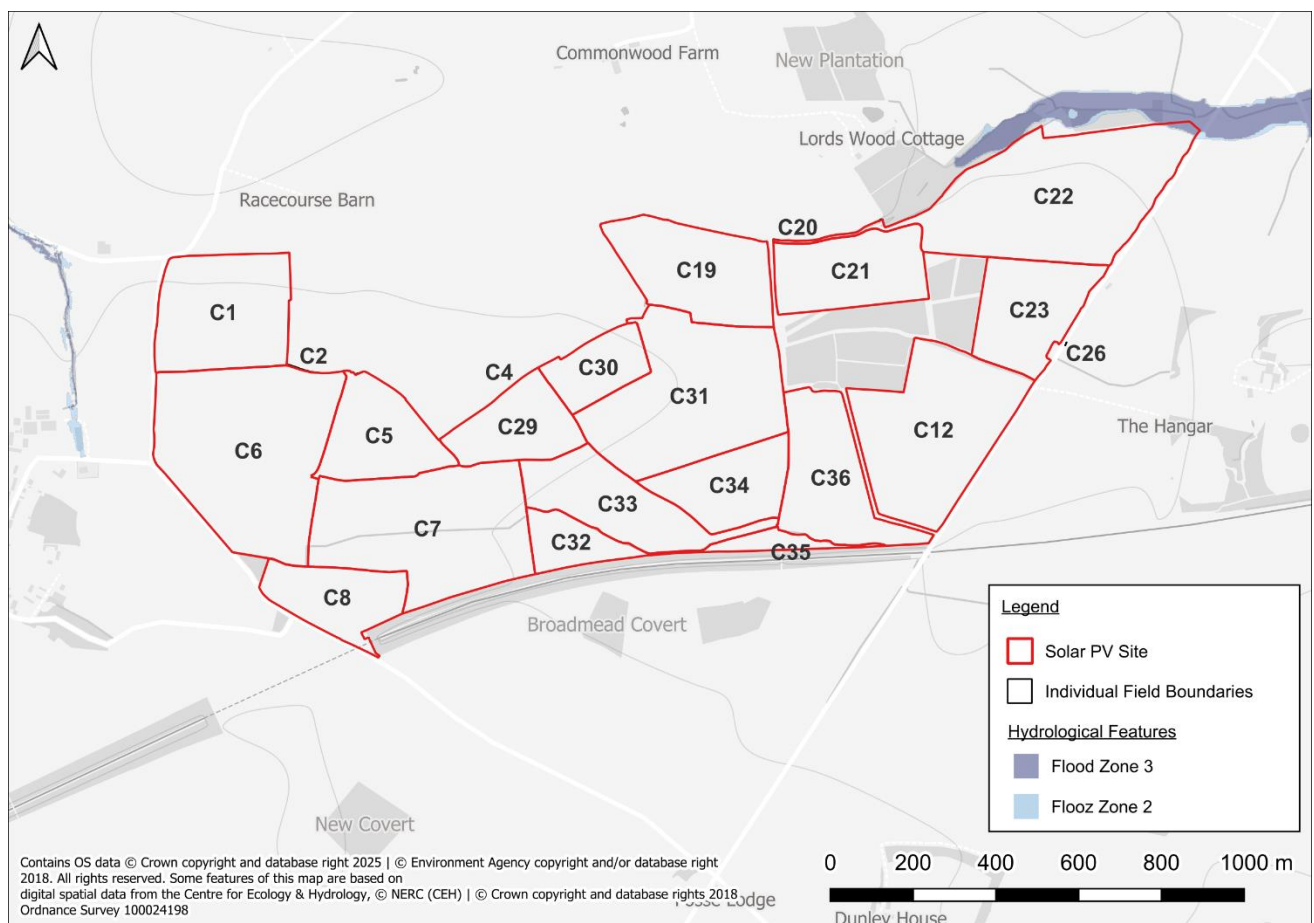 Commonwood Farm
New Plantation
Lords Wood Cottage
Racecourse Barn
C22
C20
C19
C21
C1
C23
C2
C26
C4
C30
C31
C29
The Hangar
C5
C12
C6
C34
C36
C33
C7
C32
C35
C8
Broadmead Covert
New Covert
Legend
Solar PV Site
Individual Field Boundaries
Hydrological Features
Flood Zone 3
Flooz Zone 2
Contains OS data © Crown copyright and database right 2025 | © Environment Agency copyright and/or database right
2018. All rights reserved. Some features of this map are based on
digital spatial data from the Centre for Ecology & Hydrology, © NERC (CEH) | © Crown copyright and database rights 2018
Ordnance Survey 100024198
Lodge
0 200 400 600 800 1000 m
Dunley House